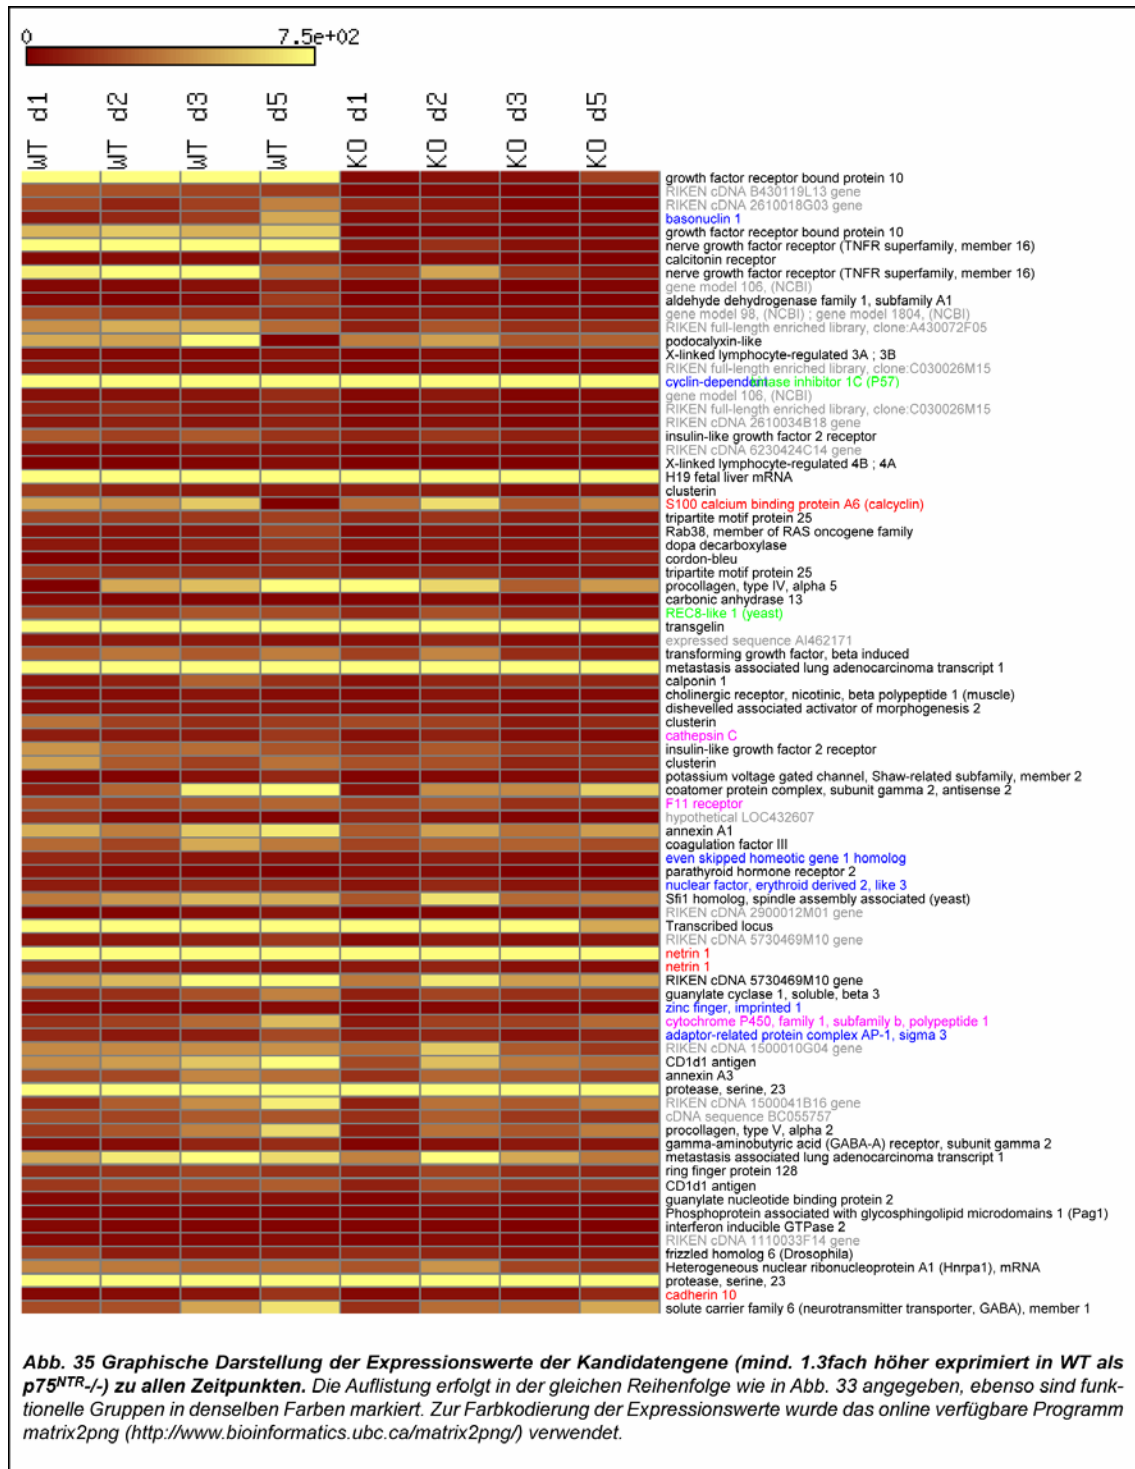 0 7.5e+02
WT d1
WT d2
WT d3
WT d5
KO d1
KO d2
KO d3
KO d5
growth factor receptor bound protein 10
RIKEN cDNA B430119L13 gene
RIKEN cDNA 2610018G03 gene
basonuclin 1
growth factor receptor bound protein 10
nerve growth factor receptor (TNFR superfamily, member 16)
calcitonin receptor
nerve growth factor receptor (TNFR superfamily, member 16)
gene model 106, (NCBI)
aldehyde dehydrogenase family 1, subfamily A1
gene model 98, (NCBI) ; gene model 1804, (NCBI)
RIKEN full-length enriched library, clone:A430072F05
podocalyxin-like
X-linked lymphocyte-regulated 3A ; 3B
RIKEN full-length enriched library, clone:C030026M15
cyclin-dependent kinase inhibitor 1C (P57)
gene model 106, (NCBI)
RIKEN full-length enriched library, clone:C030026M15
RIKEN cDNA 2610034B18 gene
insulin-like growth factor 2 receptor
RIKEN cDNA 6230424C14 gene
X-linked lymphocyte-regulated 4B ; 4A
H19 fetal liver mRNA
clusterin
S100 calcium binding protein A6 (calcyclin)
tripartite motif protein 25
Rab38, member of RAS oncogene family
dopa decarboxylase
cordon-bleu
tripartite motif protein 25
procollagen, type IV, alpha 5
carbonic anhydrase 13
REC8-like 1 (yeast)
transgelin
expressed sequence AI462171
transforming growth factor, beta induced
metastasis associated lung adenocarcinoma transcript 1
calponin 1
cholinergic receptor, nicotinic, beta polypeptide 1 (muscle)
dishevelled associated activator of morphogenesis 2
clusterin
cathepsin C
insulin-like growth factor 2 receptor
clusterin
potassium voltage gated channel, Shaw-related subfamily, member 2
coatomer protein complex, subunit gamma 2, antisense 2
F11 receptor
hypothetical LOC432607
annexin A1
coagulation factor III
even skipped homeotic gene 1 homolog
parathyroid hormone receptor 2
nuclear factor, erythroid derived 2, like 3
Sfi1 homolog, spindle assembly associated (yeast)
RIKEN cDNA 2900012M01 gene
Transcribed locus
RIKEN cDNA 5730469M10 gene
netrin 1
netrin 1
RIKEN cDNA 5730469M10 gene
guanylate cyclase 1, soluble, beta 3
zinc finger, imprinted 1
cytochrome P450, family 1, subfamily b, polypeptide 1
adaptor-related protein complex AP-1, sigma 3
RIKEN cDNA 1500010G04 gene
CD1d1 antigen
annexin A3
protease, serine, 23
RIKEN cDNA 1500041B16 gene
cDNA sequence BC055757
procollagen, type V, alpha 2
gamma-aminobutyric acid (GABA-A) receptor, subunit gamma 2
metastasis associated lung adenocarcinoma transcript 1
ring finger protein 128
CD1d1 antigen
guanylate nucleotide binding protein 2
Phosphoprotein associated with glycosphingolipid microdomains 1 (Pag1)
interferon inducible GTPase 2
RIKEN cDNA 1110033F14 gene
frizzled homolog 6 (Drosophila)
Heterogeneous nuclear ribonucleoprotein A1 (Hnrpa1), mRNA
protease, serine, 23
cadherin 10
solute carrier family 6 (neurotransmitter transporter, GABA), member 1
Abb. 35 Graphische Darstellung der Expressionswerte der Kandidatengene (mind. 1.3fach höher exprimiert in WT als
p75NTR-/-) zu allen Zeitpunkten. Die Auflistung erfolgt in der gleichen Reihenfolge wie in Abb. 33 angegeben, ebenso sind funk-
tionelle Gruppen in denselben Farben markiert. Zur Farbkodierung der Expressionswerte wurde das online verfügbare Programm
matrix2png (http://www.bioinformatics.ubc.ca/matrix2png/) verwendet.